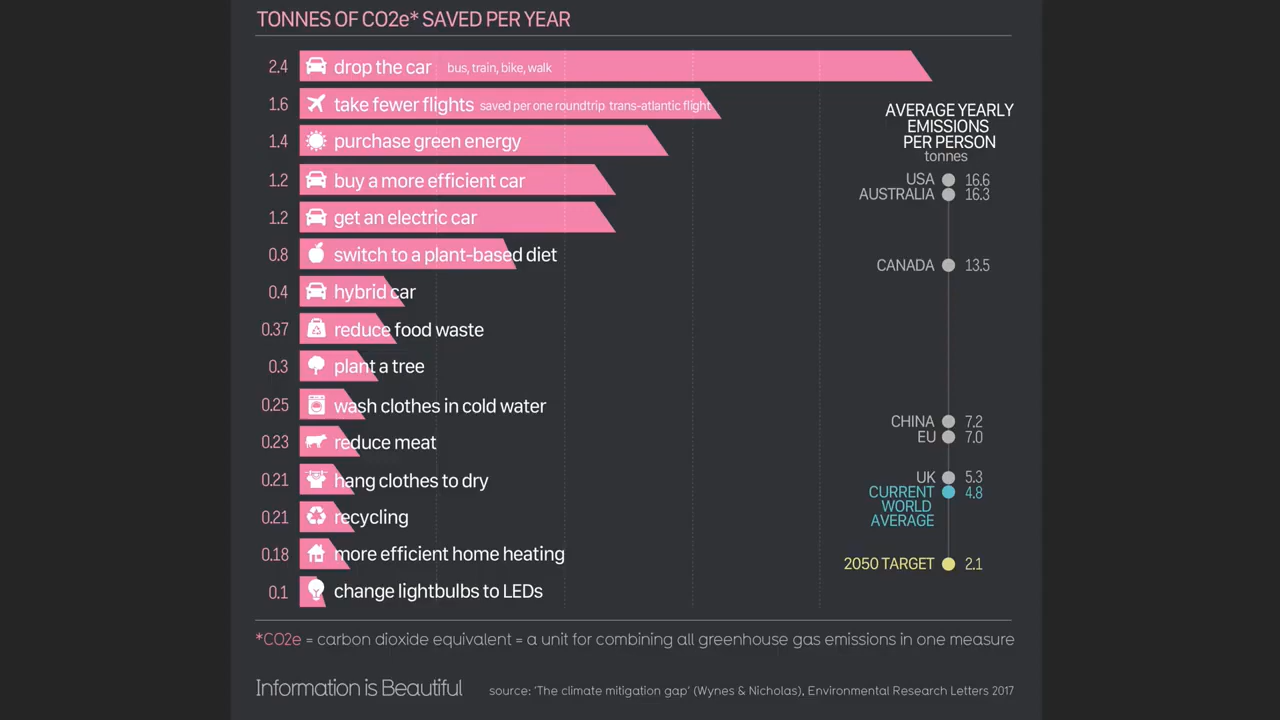 TONNES OF CO2e* SAVED PER YEAR
2.4 drop the car bus, train, bike, walk
1.6 take fewer flights saved per one roundtrip trans-atlantic flight
1.4 purchase green energy
1.2 buy a more efficient car
1.2 get an electric car
0.8 switch to a plant-based diet
0.4 hybrid car
0.37 reduce food waste
0.3 plant a tree
0.25 wash clothes in cold water
0.23 reduce meat
0.21 hang clothes to dry
0.21 recycling
0.18 more efficient home heating
0.1 change lightbulbs to LEDs
AVERAGE YEARLY
EMISSIONS
PER PERSON
tonnes
USA 16.6
AUSTRALIA 16.3
CANADA 13.5
CHINA 7.2
EU 7.0
UK 5.3
CURRENT 4.8
WORLD
AVERAGE
2050 TARGET 2.1
*CO2e = carbon dioxide equivalent = a unit for combining all greenhouse gas emissions in one measure
Information is Beautiful
source: 'The climate mitigation gap' (Wynes & Nicholas), Environmental Research Letters 2017